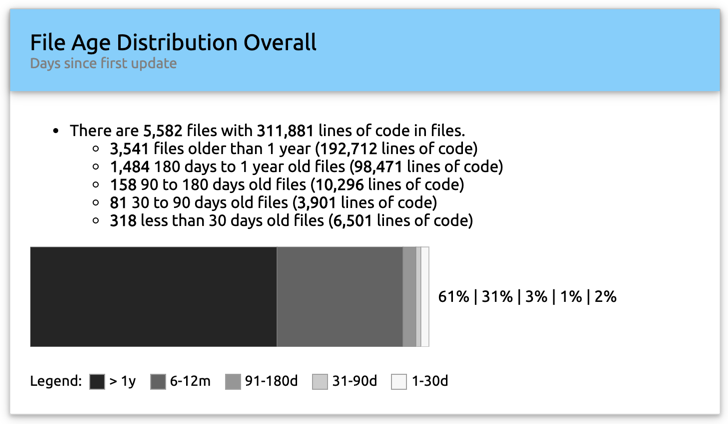 File Age Distribution Overall
Days since first update
• There are 5,582 files with 311,881 lines of code in files.
◦ 3,541 files older than 1 year (192,712 lines of code)
◦ 1,484 180 days to 1 year old files (98,471 lines of code)
◦ 158 90 to 180 days old files (10,296 lines of code)
◦ 81 30 to 90 days old files (3,901 lines of code)
◦ 318 less than 30 days old files (6,501 lines of code)
61% | 31% | 3% | 1% | 2%
Legend: > 1y 6-12m 91-180d 31-90d 1-30d